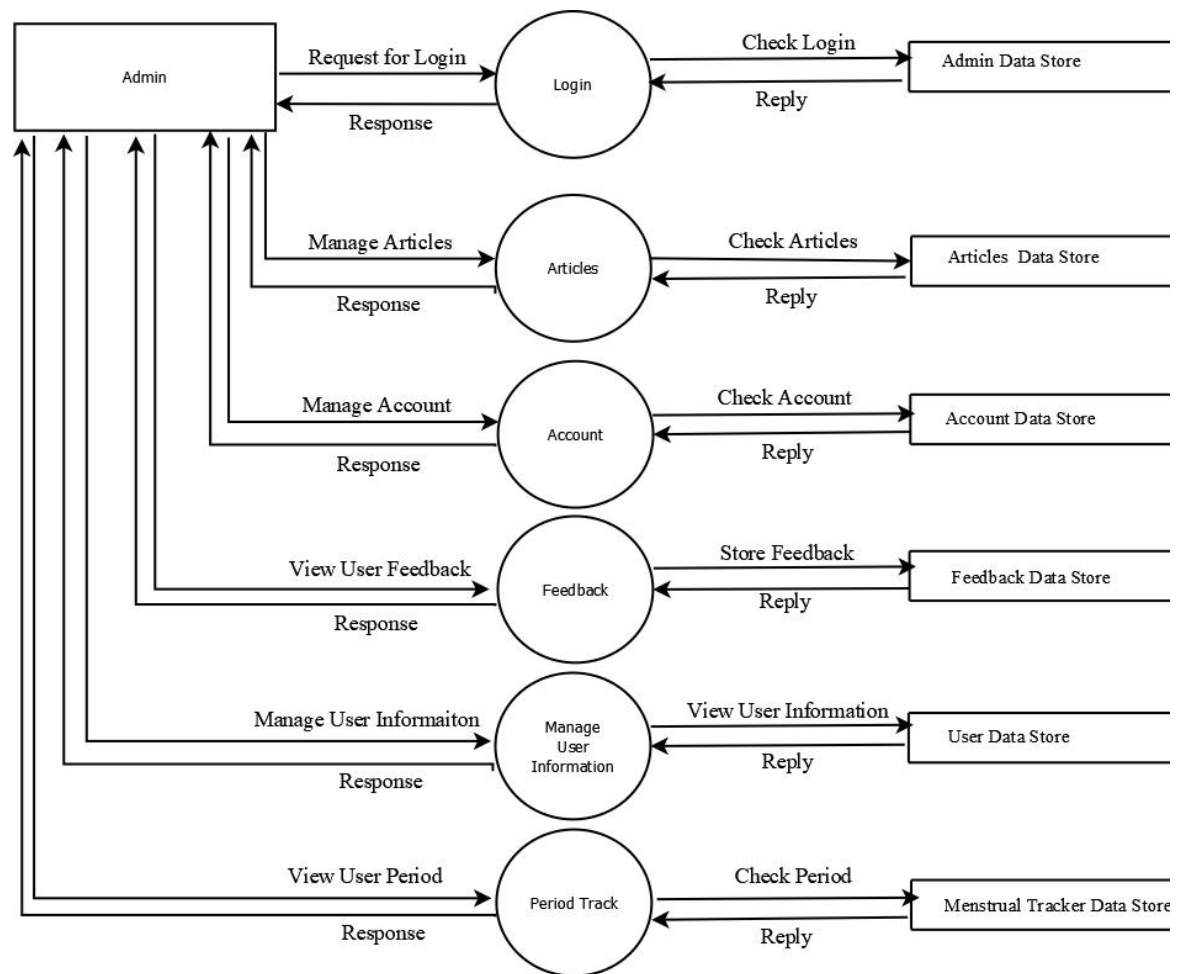 Admin
Request for Login
Response
Login
Check Login
Reply
Admin Data Store
Manage Articles
Response
Articles
Check Articles
Reply
Articles Data Store
Manage Account
Response
Account
Check Account
Reply
Account Data Store
View User Feedback
Response
Feedback
Store Feedback
Reply
Feedback Data Store
Manage User Informaiton
Response
Manage
User
Information
View User Information
Reply
User Data Store
View User Period
Response
Period Track
Check Period
Reply
Menstrual Tracker Data Store